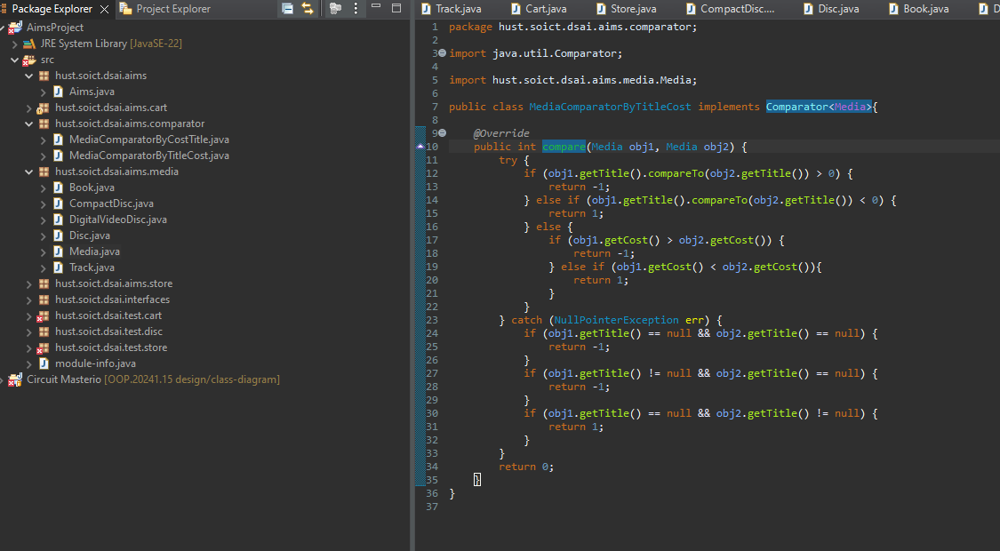 Package Explorer
Project Explorer
AimsProject
JRE System Library [JavaSE-22]
src
hust.soict.dsai.aims
Aims.java
hust.soict.dsai.aims.cart
hust.soict.dsai.aims.comparator
MediaComparatorByCostTitle.java
MediaComparatorByTitleCost.java
hust.soict.dsai.aims.media
Book.java
CompactDisc.java
DigitalVideoDisc.java
Disc.java
Media.java
Track.java
hust.soict.dsai.aims.store
hust.soict.dsai.interfaces
hust.soict.dsai.test.cart
hust.soict.dsai.test.disc
hust.soict.dsai.test.store
module-info.java
Circuit Masterio [OOP.20241.15 design/class-diagram]
Track.java Cart.java Store.java CompactDisc.... Disc.java Book.java D
1 package hust.soict.dsai.aims.comparator;
2
3 import java.util.Comparator;
4
5 import hust.soict.dsai.aims.media.Media;
6
7 public class MediaComparatorByTitleCost implements Comparator<Media>{
8
9 @Override
10 public int compare(Media obj1, Media obj2) {
11 try {
12 if (obj1.getTitle().compareTo(obj2.getTitle()) > 0) {
13 return -1;
14 } else if (obj1.getTitle().compareTo(obj2.getTitle()) < 0) {
15 return 1;
16 } else {
17 if (obj1.getCost() > obj2.getCost()) {
18 return -1;
19 } else if (obj1.getCost() < obj2.getCost()){
20 return 1;
21 }
22 }
23 } catch (NullPointerException err) {
24 if (obj1.getTitle() == null && obj2.getTitle() == null) {
25 return -1;
26 }
27 if (obj1.getTitle() != null && obj2.getTitle() == null) {
28 return -1;
29 }
30 if (obj1.getTitle() == null && obj2.getTitle() != null) {
31 return 1;
32 }
33 }
34 return 0;
35 }
36 }
37